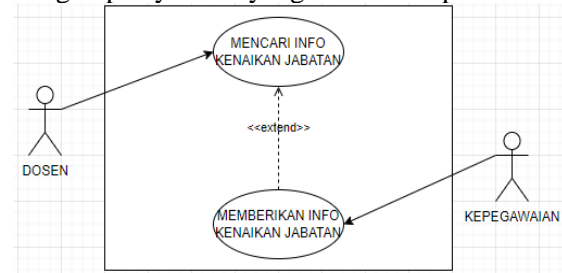 MENCARI INFO
KENAIKAN JABATAN
<<extend>>
DOSEN
MEMBERIKAN INFO
KENAIKAN JABATAN
KEPEGAWAIAN